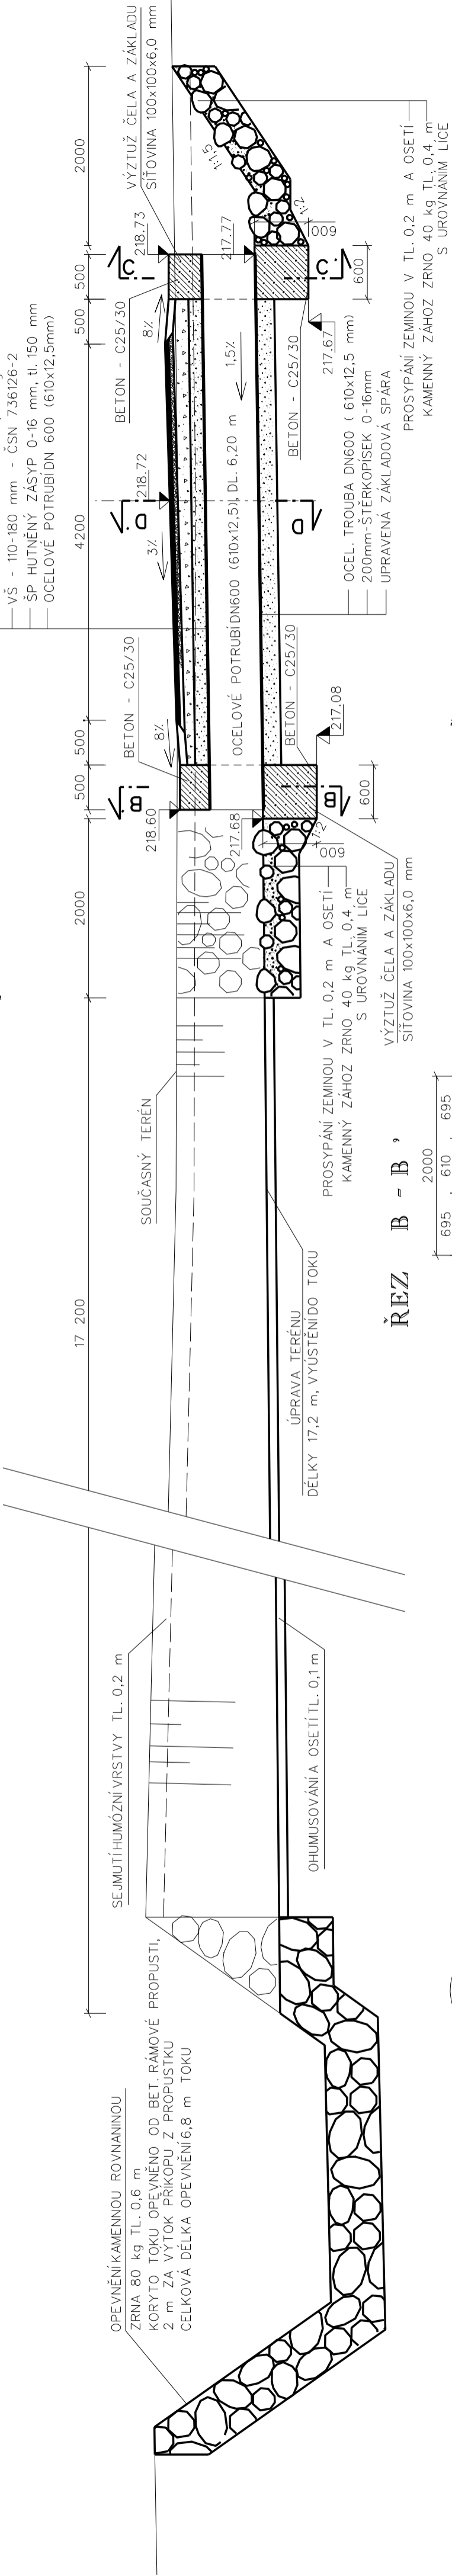 VŠ - 110-180 mm - ČSN 736126-2
ŠP HUTNĚNÝ ZÁSYP 0-16 mm, tl. 150 mm
OCELOVÉ POTRUBÍ DN 600 (610x12,5mm)
17 200
2000
500
500
4200
500
500
2000
OPEVNĚNÍ KAMENNOU ROVNANINOU
ZRNA 80 kg TL. 0,6 m
KORYTO TOKU OPEVNĚNO OD BET. RÁMOVÉ PROPUSTI,
2 m ZA VÝTOK PŘÍKOPU Z PROPUSTKU
CELKOVÁ DÉLKA OPEVNĚNÍ 6,8 m TOKU
SEJMUTÍ HUMÓZNÍ VRSTVY TL. 0,2 m
SOUČASNÝ TERÉN
218.60
B
BETON - C25/30
8%
3%
218.72
D
BETON - C25/30
8%
218.73
C
VÝZTUŽ ČELA A ZÁKLADU
SÍŤOVINA 100x100x6,0 mm
OCELOVÉ POTRUBÍ DN600 (610x12,5), DL. 6,20 m
1,5%
217.77
1:1,5
1:2
600
600
C
BETON - C25/30
217.67
D
BETON - C25/30
217.08
B
600
217.68
1:2
600
OHUMUSOVÁNÍ A OSETÍ TL. 0,1 m
ÚPRAVA TERÉNU
DÉLKY 17,2 m, VYÚSTĚNÍ DO TOKU
PROSYPÁNÍ ZEMINOU V TL. 0,2 m A OSETÍ
KAMENNÝ ZÁHOZ ZRNO 40 kg TL. 0,4 m
S UROVNÁNÍM LÍCE
VÝZTUŽ ČELA A ZÁKLADU
SÍŤOVINA 100x100x6,0 mm
OCEL. TROUBA DN600 ( 610x12,5 mm)
200mm-ŠTĚRKOPÍSEK 0-16mm
UPRAVENÁ ZÁKLADOVÁ SPÁRA
PROSYPÁNÍ ZEMINOU V TL. 0,2 m A OSETÍ
KAMENNÝ ZÁHOZ ZRNO 40 kg TL. 0,4 m
S UROVNÁNÍM LÍCE
ŘEZ B - B'
2000
695 610 695